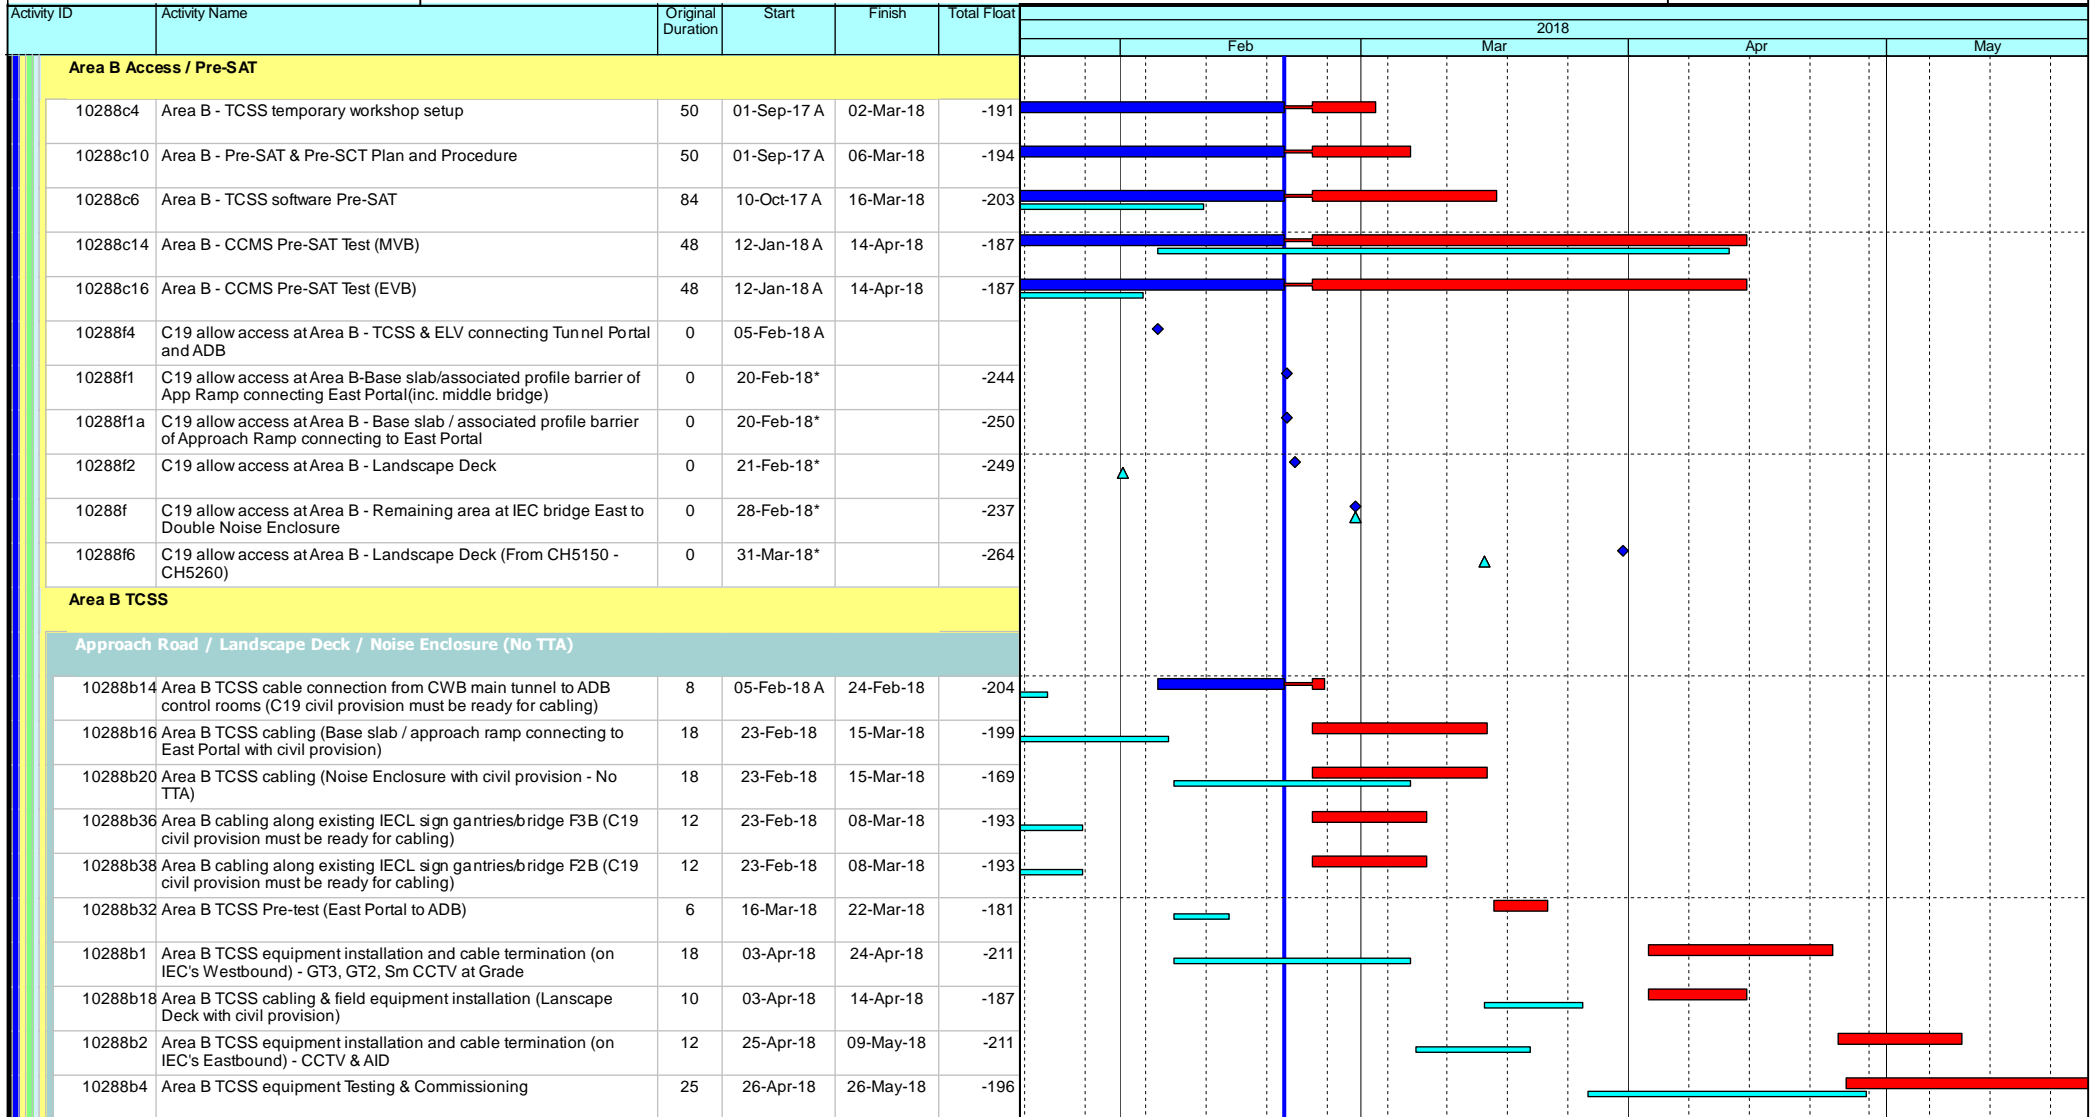 Activity ID Activity Name Original Duration Start Finish Total Float
2018
Feb Mar Apr May
Area B Access / Pre-SAT
10288c4 Area B - TCSS temporary workshop setup 50 01-Sep-17 A 02-Mar-18 -191
10288c10 Area B - Pre-SAT & Pre-SCT Plan and Procedure 50 01-Sep-17 A 06-Mar-18 -194
10288c6 Area B - TCSS software Pre-SAT 84 10-Oct-17 A 16-Mar-18 -203
10288c14 Area B - CCMS Pre-SAT Test (MVB) 48 12-Jan-18 A 14-Apr-18 -187
10288c16 Area B - CCMS Pre-SAT Test (EVB) 48 12-Jan-18 A 14-Apr-18 -187
10288f4 C19 allow access at Area B - TCSS & ELV connecting Tunnel Portal 0 05-Feb-18 A
and ADB
10288f1 C19 allow access at Area B-Base slab/associated profile barrier of 0 20-Feb-18* -244
App Ramp connecting East Portal(inc. middle bridge)
10288f1a C19 allow access at Area B - Base slab / associated profile barrier 0 20-Feb-18* -250
of Approach Ramp connecting to East Portal
10288f2 C19 allow access at Area B - Landscape Deck 0 21-Feb-18* -249
10288f C19 allow access at Area B - Remaining area at IEC bridge East to 0 28-Feb-18* -237
Double Noise Enclosure
10288f6 C19 allow access at Area B - Landscape Deck (From CH5150 - 0 31-Mar-18* -264
CH5260)
Area B TCSS
Approach Road / Landscape Deck / Noise Enclosure (No TTA)
10288b14 Area B TCSS cable connection from CWB main tunnel to ADB 8 05-Feb-18 A 24-Feb-18 -204
control rooms (C19 civil provision must be ready for cabling)
10288b16 Area B TCSS cabling (Base slab / approach ramp connecting to 18 23-Feb-18 15-Mar-18 -199
East Portal with civil provision)
10288b20 Area B TCSS cabling (Noise Enclosure with civil provision - No 18 23-Feb-18 15-Mar-18 -169
TTA)
10288b36 Area B cabling along existing IECL sign gantries/bridge F3B (C19 12 23-Feb-18 08-Mar-18 -193
civil provision must be ready for cabling)
10288b38 Area B cabling along existing IECL sign gantries/bridge F2B (C19 12 23-Feb-18 08-Mar-18 -193
civil provision must be ready for cabling)
10288b32 Area B TCSS Pre-test (East Portal to ADB) 6 16-Mar-18 22-Mar-18 -181
10288b1 Area B TCSS equipment installation and cable termination (on 18 03-Apr-18 24-Apr-18 -211
IEC's Westbound) - GT3, GT2, Sm CCTV at Grade
10288b18 Area B TCSS cabling & field equipment installation (Lanscape 10 03-Apr-18 14-Apr-18 -187
Deck with civil provision)
10288b2 Area B TCSS equipment installation and cable termination (on 12 25-Apr-18 09-May-18 -211
IEC's Eastbound) - CCTV & AID
10288b4 Area B TCSS equipment Testing & Commissioning 25 26-Apr-18 26-May-18 -196